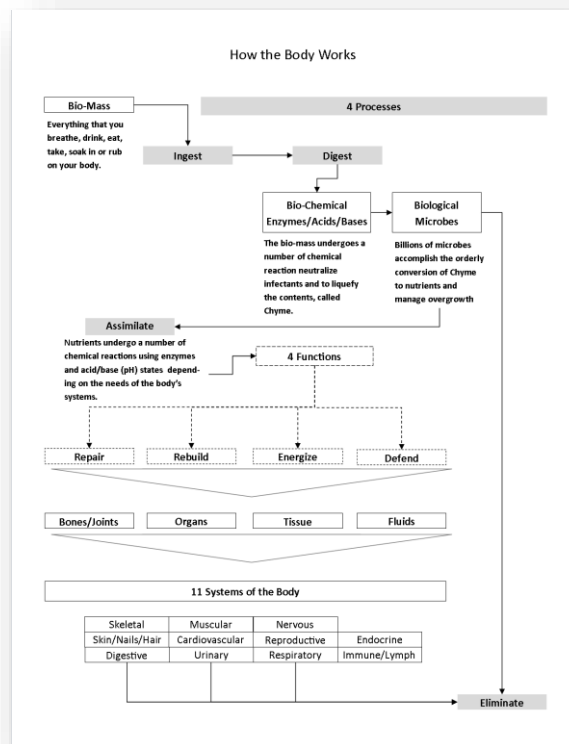 How the Body Works
Bio-Mass
4 Processes
Everything that you
breathe, drink, eat,
take, soak in or rub
on your body.
Ingest
Digest
Bio-Chemical
Enzymes/Acids/Bases
Biological
Microbes
The bio-mass undergoes a
number of chemical
reaction neutralize
infectants and to liquefy
the contents, called
Chyme.
Billions of microbes
accomplish the orderly
conversion of Chyme
to nutrients and
manage overgrowth
Assimilate
Nutrients undergo a number of
chemical reactions using enzymes
and acid/base (pH) states depend-
ing on the needs of the body's
systems.
4 Functions
Repair
Rebuild
Energize
Defend
Bones/Joints
Organs
Tissue
Fluids
11 Systems of the Body
Skeletal
Muscular
Nervous
Skin/Nails/Hair
Cardiovascular
Reproductive
Endocrine
Digestive
Urinary
Respiratory
Immune/Lymph
Eliminate